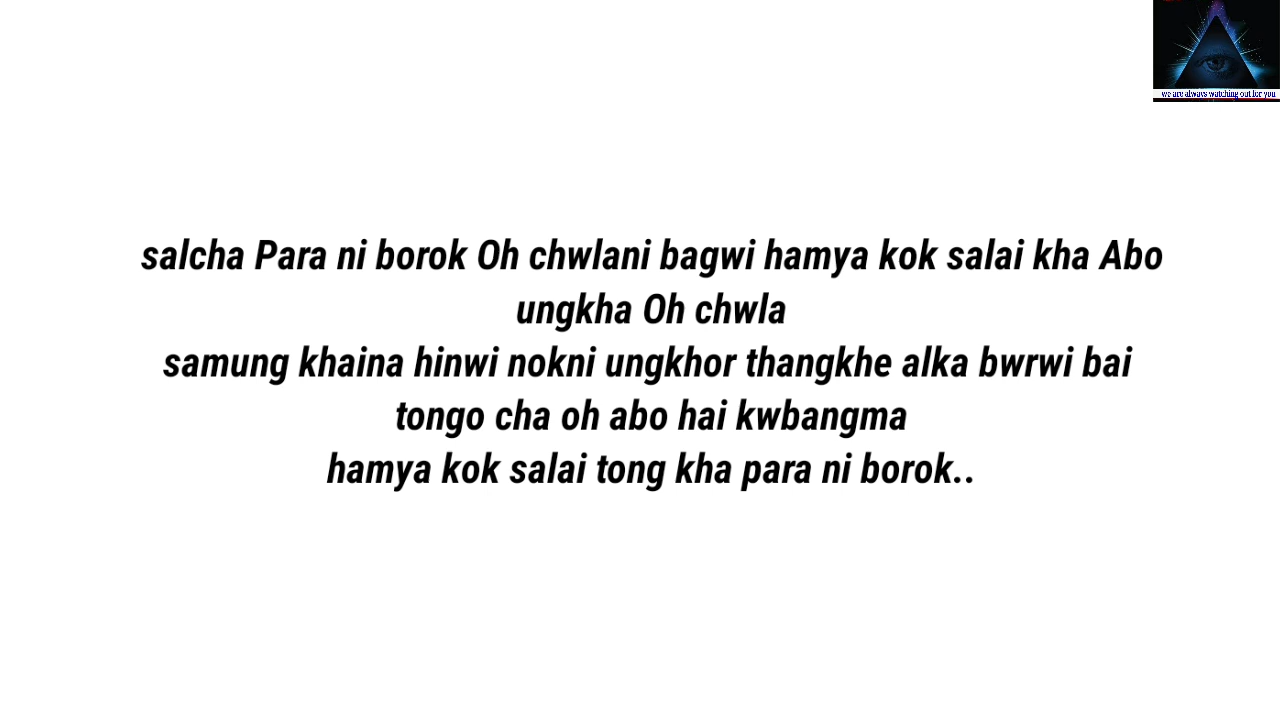 we are always watching out for you
salcha Para ni borok Oh chwlani bagwi hamya kok salai kha Abo
ungkha Oh chwla
samung khaina hinwi nokni ungkhor thangkhe alka bwrwi bai
tongo cha oh abo hai kwbangma
hamya kok salai tong kha para ni borok..